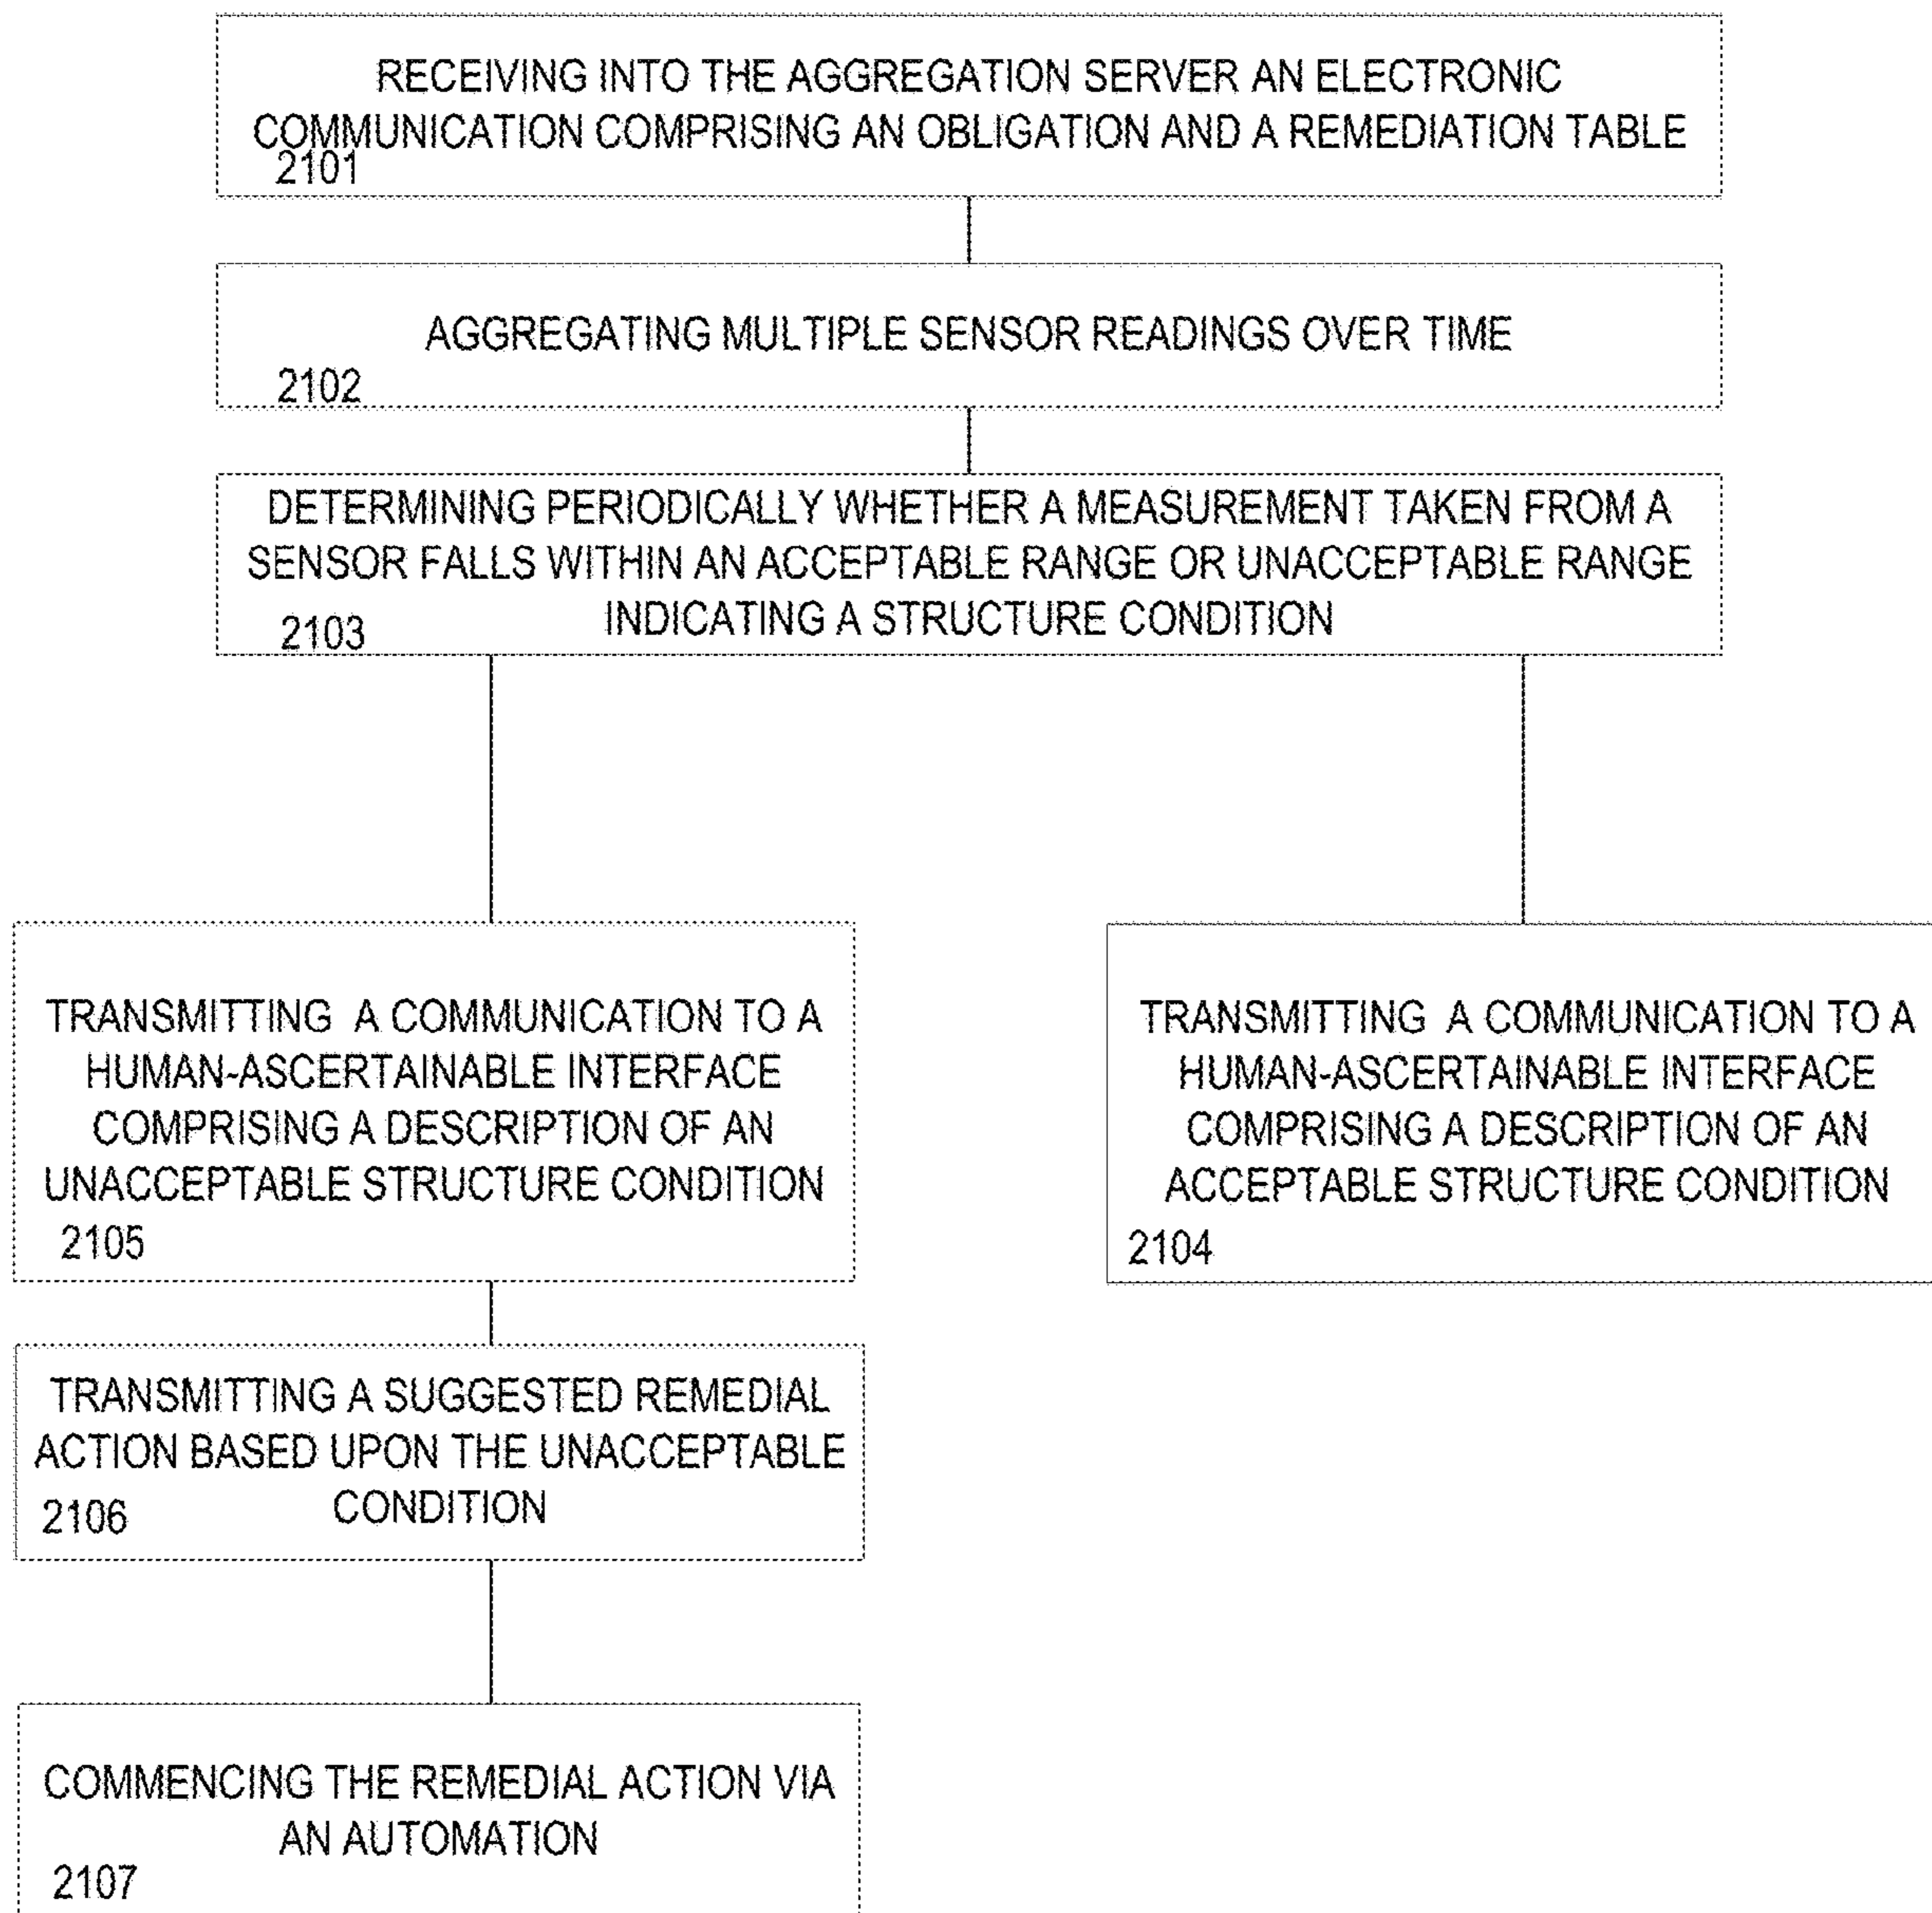 RECEIVING INTO THE AGGREGATION SERVER AN ELECTRONIC
COMMUNICATION COMPRISING AN OBLIGATION AND A REMEDIATION TABLE
2101
AGGREGATING MULTIPLE SENSOR READINGS OVER TIME
2102
DETERMINING PERIODICALLY WHETHER A MEASUREMENT TAKEN FROM A
SENSOR FALLS WITHIN AN ACCEPTABLE RANGE OR UNACCEPTABLE RANGE
INDICATING A STRUCTURE CONDITION
2103
TRANSMITTING A COMMUNICATION TO A
HUMAN-ASCERTAINABLE INTERFACE
COMPRISING A DESCRIPTION OF AN
UNACCEPTABLE STRUCTURE CONDITION
2105
TRANSMITTING A COMMUNICATION TO A
HUMAN-ASCERTAINABLE INTERFACE
COMPRISING A DESCRIPTION OF AN
ACCEPTABLE STRUCTURE CONDITION
2104
TRANSMITTING A SUGGESTED REMEDIAL
ACTION BASED UPON THE UNACCEPTABLE
CONDITION
2106
COMMENCING THE REMEDIAL ACTION VIA
AN AUTOMATION
2107